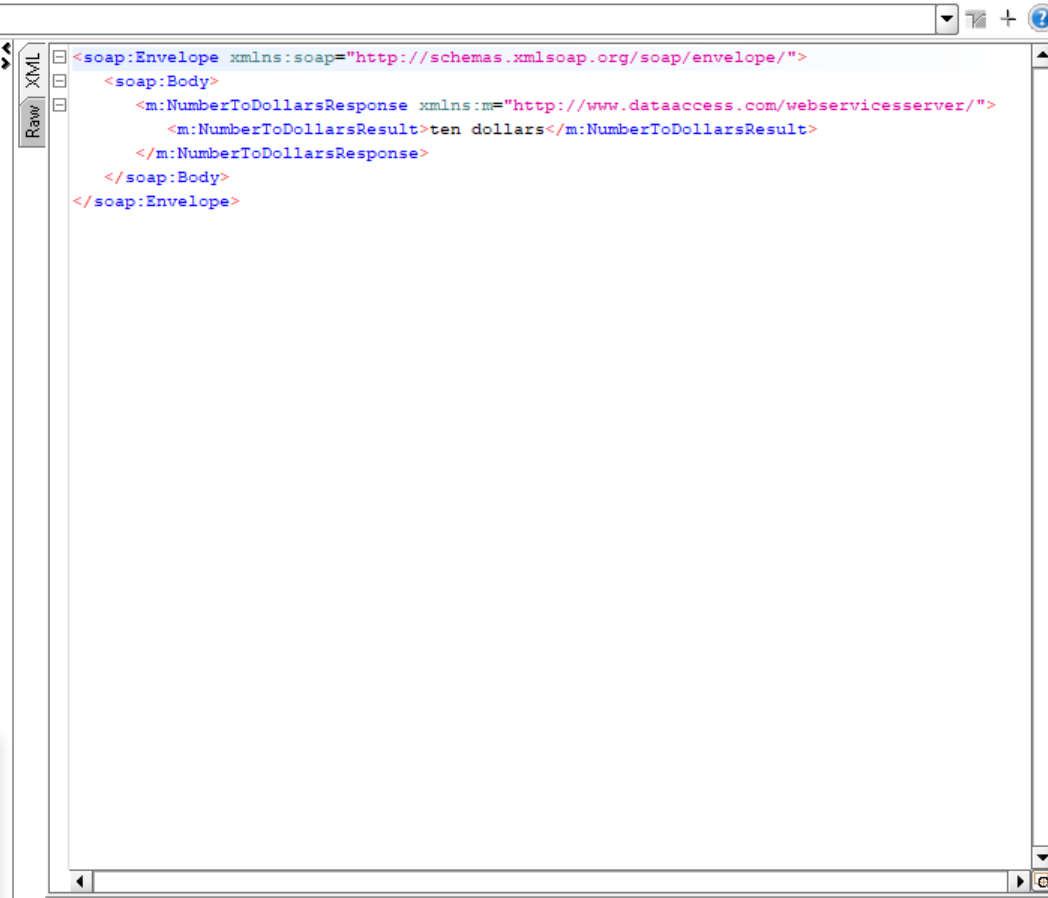 XML
Raw
<soap:Envelope xmlns:soap="http://schemas.xmlsoap.org/soap/envelope/">
<soap:Body>
<m:NumberToDollarsResponse xmlns:m="http://www.dataaccess.com/webservicesserver/">
<m:NumberToDollarsResult>ten dollars</m:NumberToDollarsResult>
</m:NumberToDollarsResponse>
</soap:Body>
</soap:Envelope>